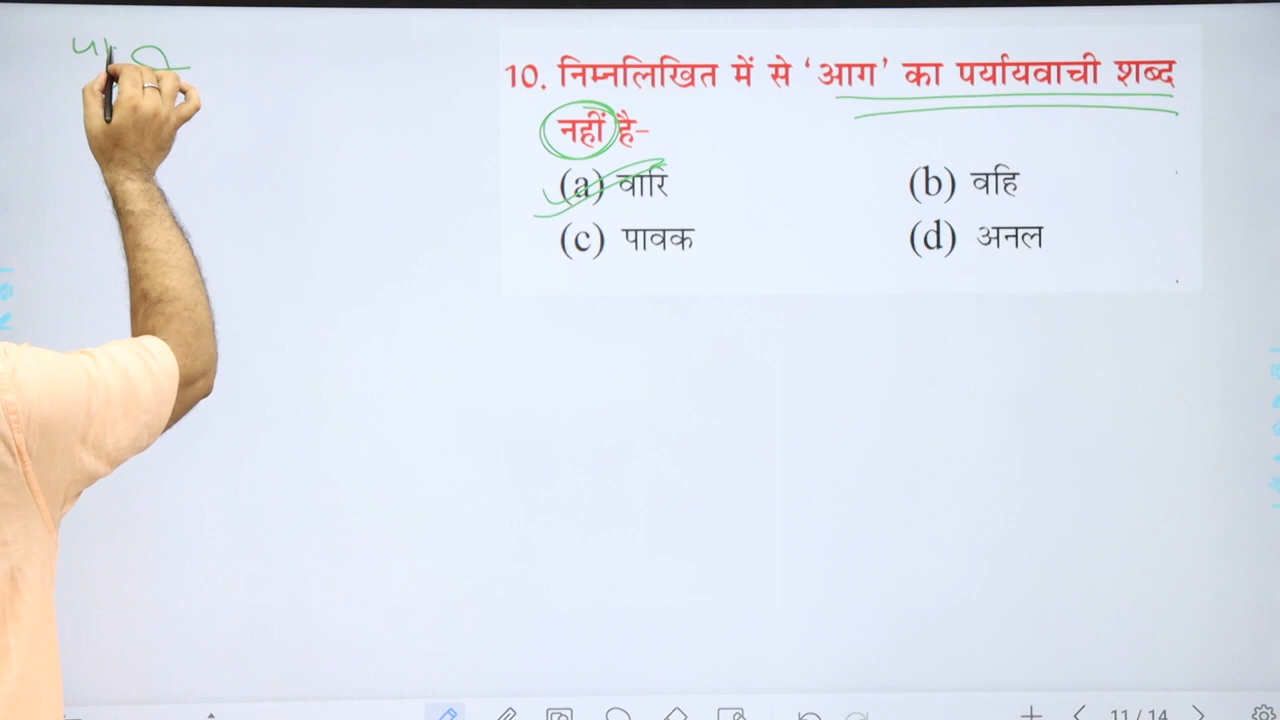 10. निम्नलिखित में से ‘आग’ का पर्यायवाची शब्द
नहीं है–
(a) वारि
(b) वहि
(c) पावक
(d) अनल
11/14